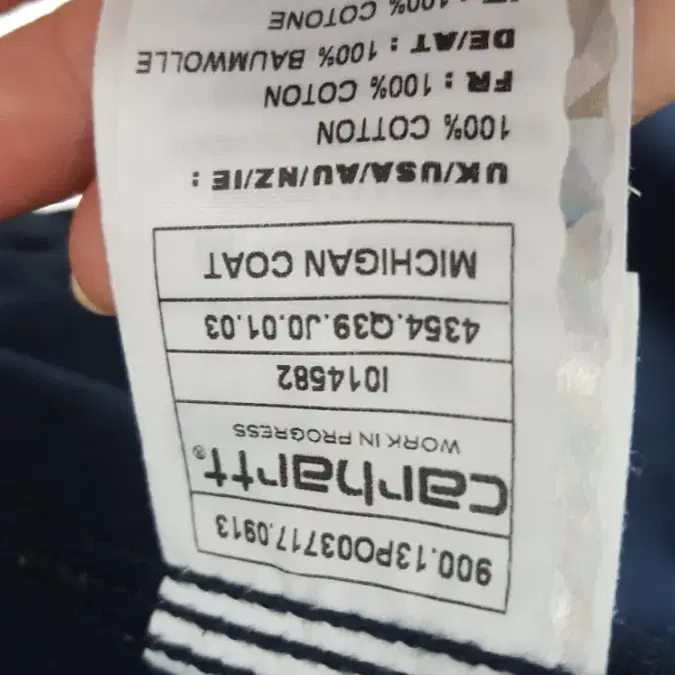 900.13PO03717.0913
carhartt®
WORK IN PROGRESS
I014582
4354.Q39.J0.01.03
MICHIGAN COAT
UK/USA/AU/NZ/IE :
100% COTTON
FR : 100% COTON
DE/AT : 100% BAUMWOLLE
: 100% COTONE